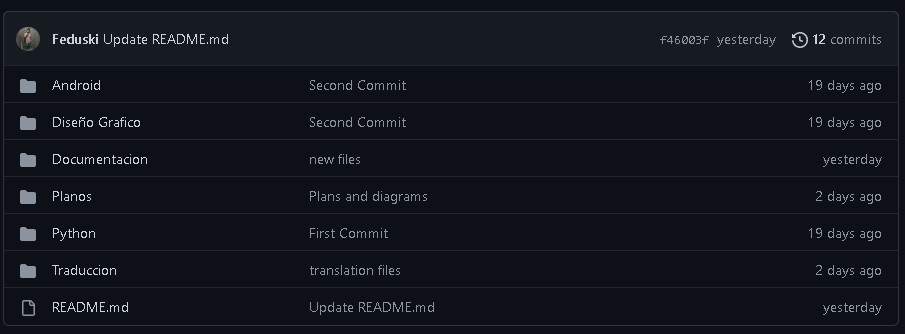 Feduski Update README.md f46003f yesterday 12 commits
Android Second Commit 19 days ago
Diseño Grafico Second Commit 19 days ago
Documentacion new files yesterday
Planos Plans and diagrams 2 days ago
Python First Commit 19 days ago
Traduccion translation files 2 days ago
README.md Update README.md yesterday